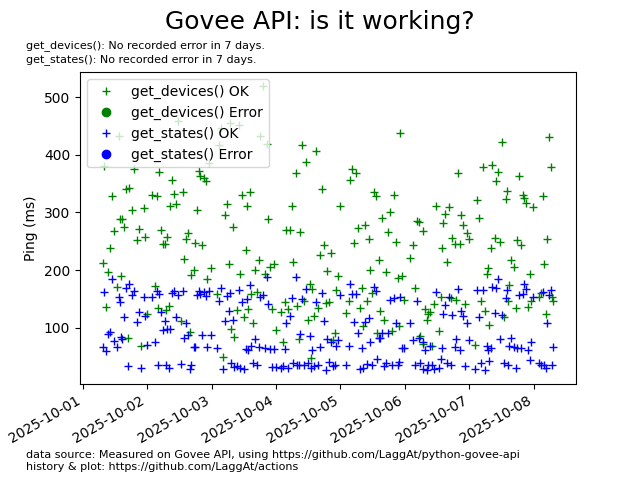 Govee API: is it working?
get_devices(): No recorded error in 7 days.
get_states(): No recorded error in 7 days.
get_devices() OK
get_devices() Error
get_states() OK
get_states() Error
Ping (ms)
500
400
300
200
100
2025-10-01
2025-10-02
2025-10-03
2025-10-04
2025-10-05
2025-10-06
2025-10-07
2025-10-08
data source: Measured on Govee API, using https://github.com/LaggAt/python-govee-api
history & plot: https://github.com/LaggAt/actions